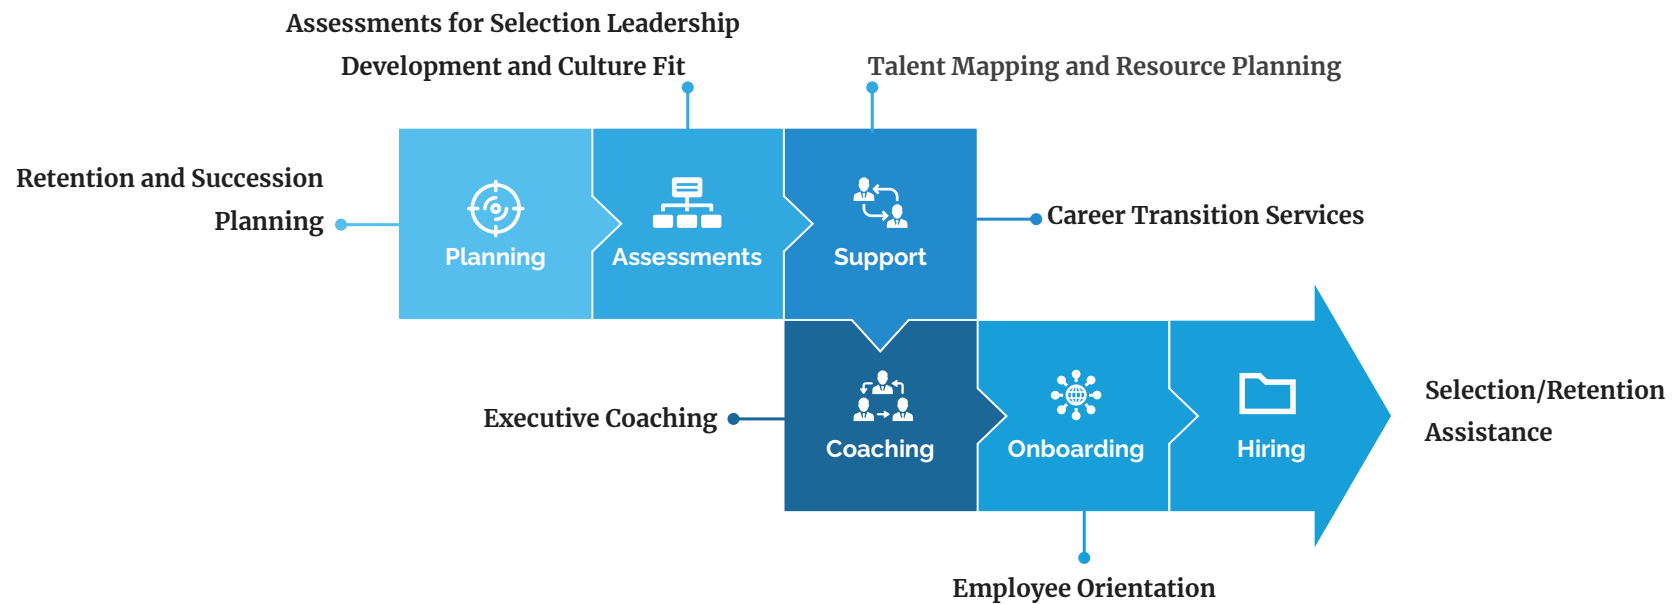 Assessments for Selection Leadership
Development and Culture Fit
Talent Mapping and Resource Planning
Retention and Succession
Planning
Planning
Assessments
Support
Career Transition Services
Executive Coaching
Coaching
Onboarding
Hiring
Selection/Retention
Assistance
Employee Orientation